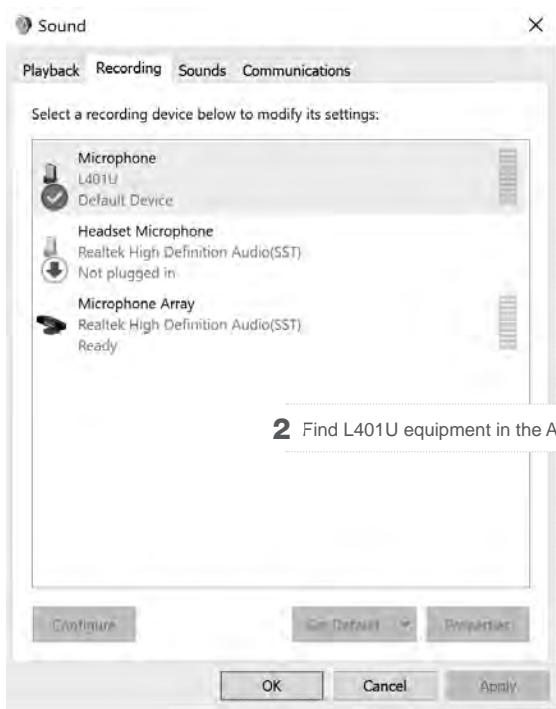 Sound
Playback Recording Sounds Communications
Select a recording device below to modify its settings:
Microphone
L401U
Default Device
Headset Microphone
Realtek High Definition Audio(SST)
Not plugged in
Microphone Array
Realtek High Definition Audio(SST)
Ready
2 Find L401U equipment in the A
Configure Set Default Properties
OK Cancel Apply